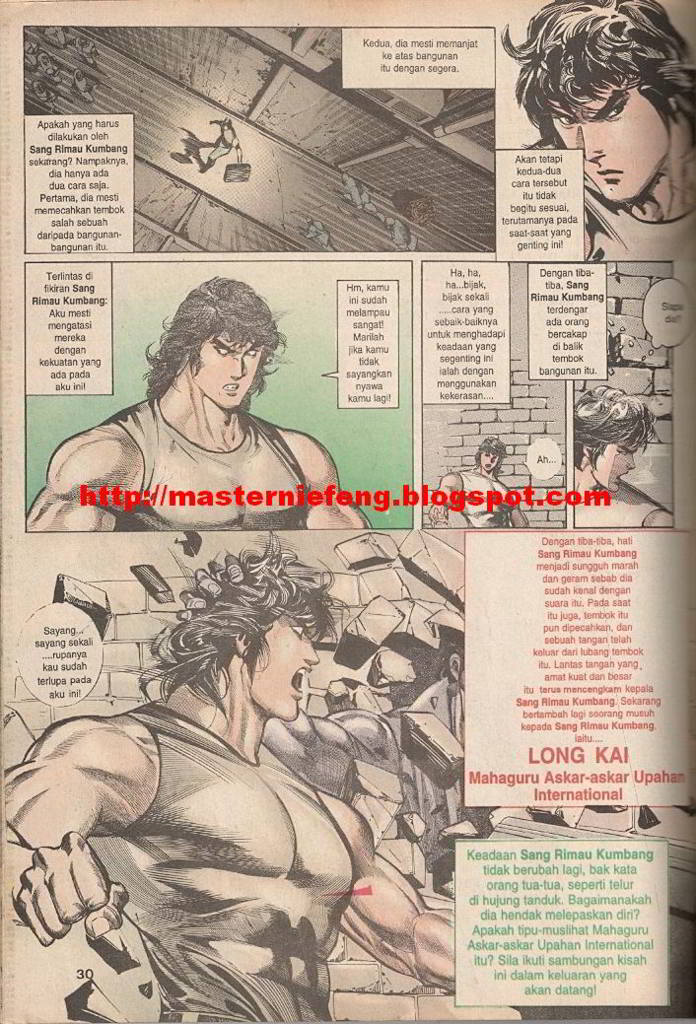 Apakah yang harus
dilakukan oleh
Sang Rimau Kumbang
sekarang? Nampaknya,
dia hanya ada
dua cara saja.
Pertama, dia mesti
memecahkan tembok
salah sebuah
daripada bangunan-
bangunan itu.
Kedua, dia mesti memanjat
ke atas bangunan
itu dengan segera.
Akan tetapi
kedua-dua
cara tersebut
itu tidak
begitu sesuai,
terutamanya pada
saat-saat yang
genting ini!
Terlintas di
fikiran Sang
Rimau Kumbang:
Aku mesti
mengatasi
mereka
dengan
kekuatan yang
ada pada
aku ini!
Hm, kamu
ini sudah
melampau
sangat!
Marilah
jika kamu
tidak
sayangkan
nyawa
kamu lagi!
Ha, ha,
ha...bijak,
bijak sekali
.....cara yang
sebaik-baiknya
untuk menghadapi
keadaan yang
segenting ini
ialah dengan
menggunakan
kekerasan....
Ah...
Dengan tiba-
tiba, Sang
Rimau Kumbang
terdengar
ada orang
bercakap
di balik
tembok
bangunan itu.
Siapa
dia!
http://masterniefeng.blogspot.com
Sayang...
sayang sekali
....rupanya
kau sudah
terlupa pada
aku ini!
Dengan tiba-tiba, hati
Sang Rimau Kumbang
menjadi sungguh marah
dan geram sebab dia
sudah kenal dengan
suara itu. Pada saat
itu juga, tembok itu
pun dipecahkan, dan
sebuah tangan telah
keluar dari lubang tembok
itu. Lantas tangan yang
amat kuat dan besar
itu terus mencengkam kepala
Sang Rimau Kumbang. Sekarang
bertambah lagi seorang musuh
kepada Sang Rimau Kumbang,
iaitu....
LONG KAI
Mahaguru Askar-askar Upahan
International
Keadaan Sang Rimau Kumbang
tidak berubah lagi, bak kata
orang tua-tua, seperti telur
di hujung tanduk. Bagaimanakah
dia hendak melepaskan diri?
Apakah tipu-muslihat Mahaguru
Askar-askar Upahan International
itu? Sila ikuti sambungan kisah
ini dalam keluaran yang
akan datang!
30